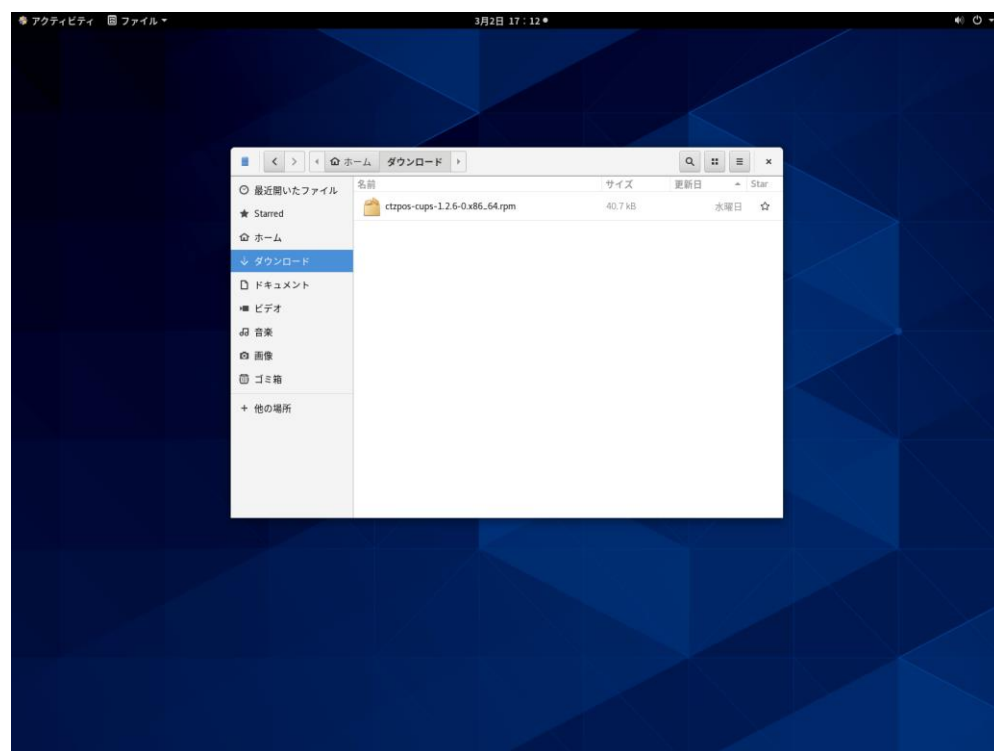 アクティビティ ファイル 3月2日 17：12
ホーム ダウンロード
名前 サイズ 更新日 Star
ctzpos-cups-1.2.6-0.x86_64.rpm 40.7 kB 水曜日
最近開いたファイル
Starred
ホーム
ダウンロード
ドキュメント
ビデオ
音楽
画像
ゴミ箱
他の場所